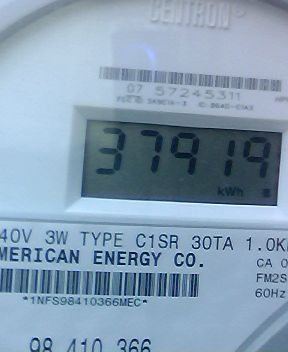 CENTRON®
07 57245311
37919
kWh
40V 3W TYPE C1SR 30TA 1.0K
MERICAN ENERGY CO.
CA 0
FM2S
60Hz
*1NFS98410366MEC*
98 410 366